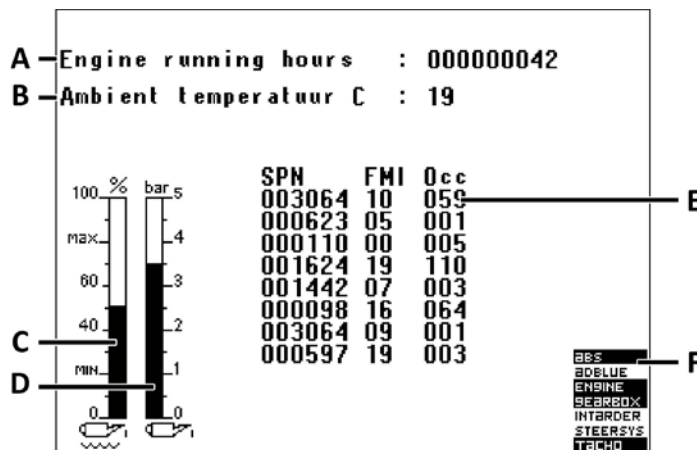 A Engine running hours : 000000042
B Ambient temperatuur C : 19
% bar
100 5
max. 4
60 3
40 2
MIN. 1
0 0
C
D
SPN FMI Occ
003064 10 059
000623 05 001
000110 00 005
001624 19 110
001442 07 003
000098 16 064
003064 09 001
000597 19 003
E
ABS
ADBLUE
ENGINE
GEARBOX
INTARDER
STEERSYS
TACHO
F